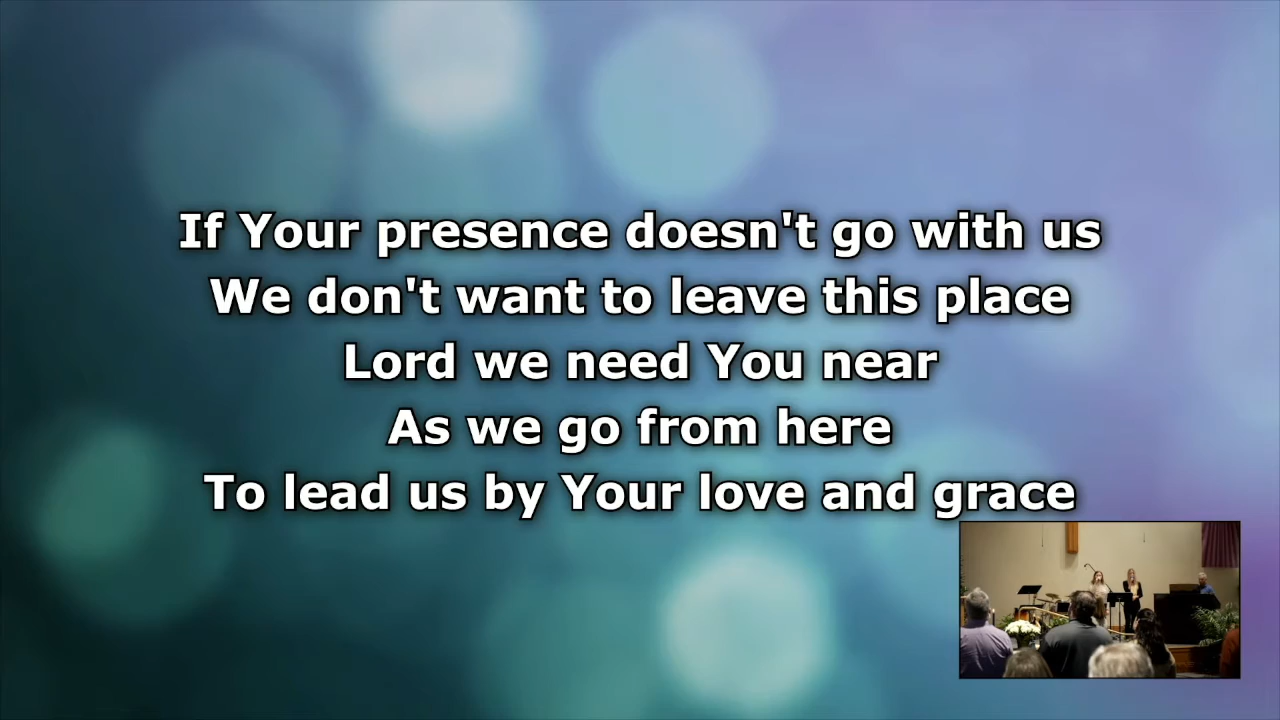 If Your presence doesn't go with us
We don't want to leave this place
Lord we need You near
As we go from here
To lead us by Your love and grace